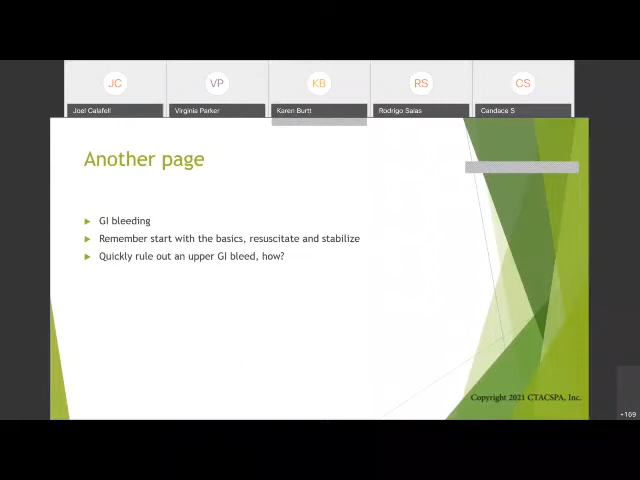 JC
VP
KB
RS
CS
Joel Calafell
Virginia Parker
Karen Burtt
Rodrigo Salas
Candace S
Another page
GI bleeding
Remember start with the basics, resuscitate and stabilize
Quickly rule out an upper GI bleed, how?
Copyright 2021 CTACSPA, Inc.
+169